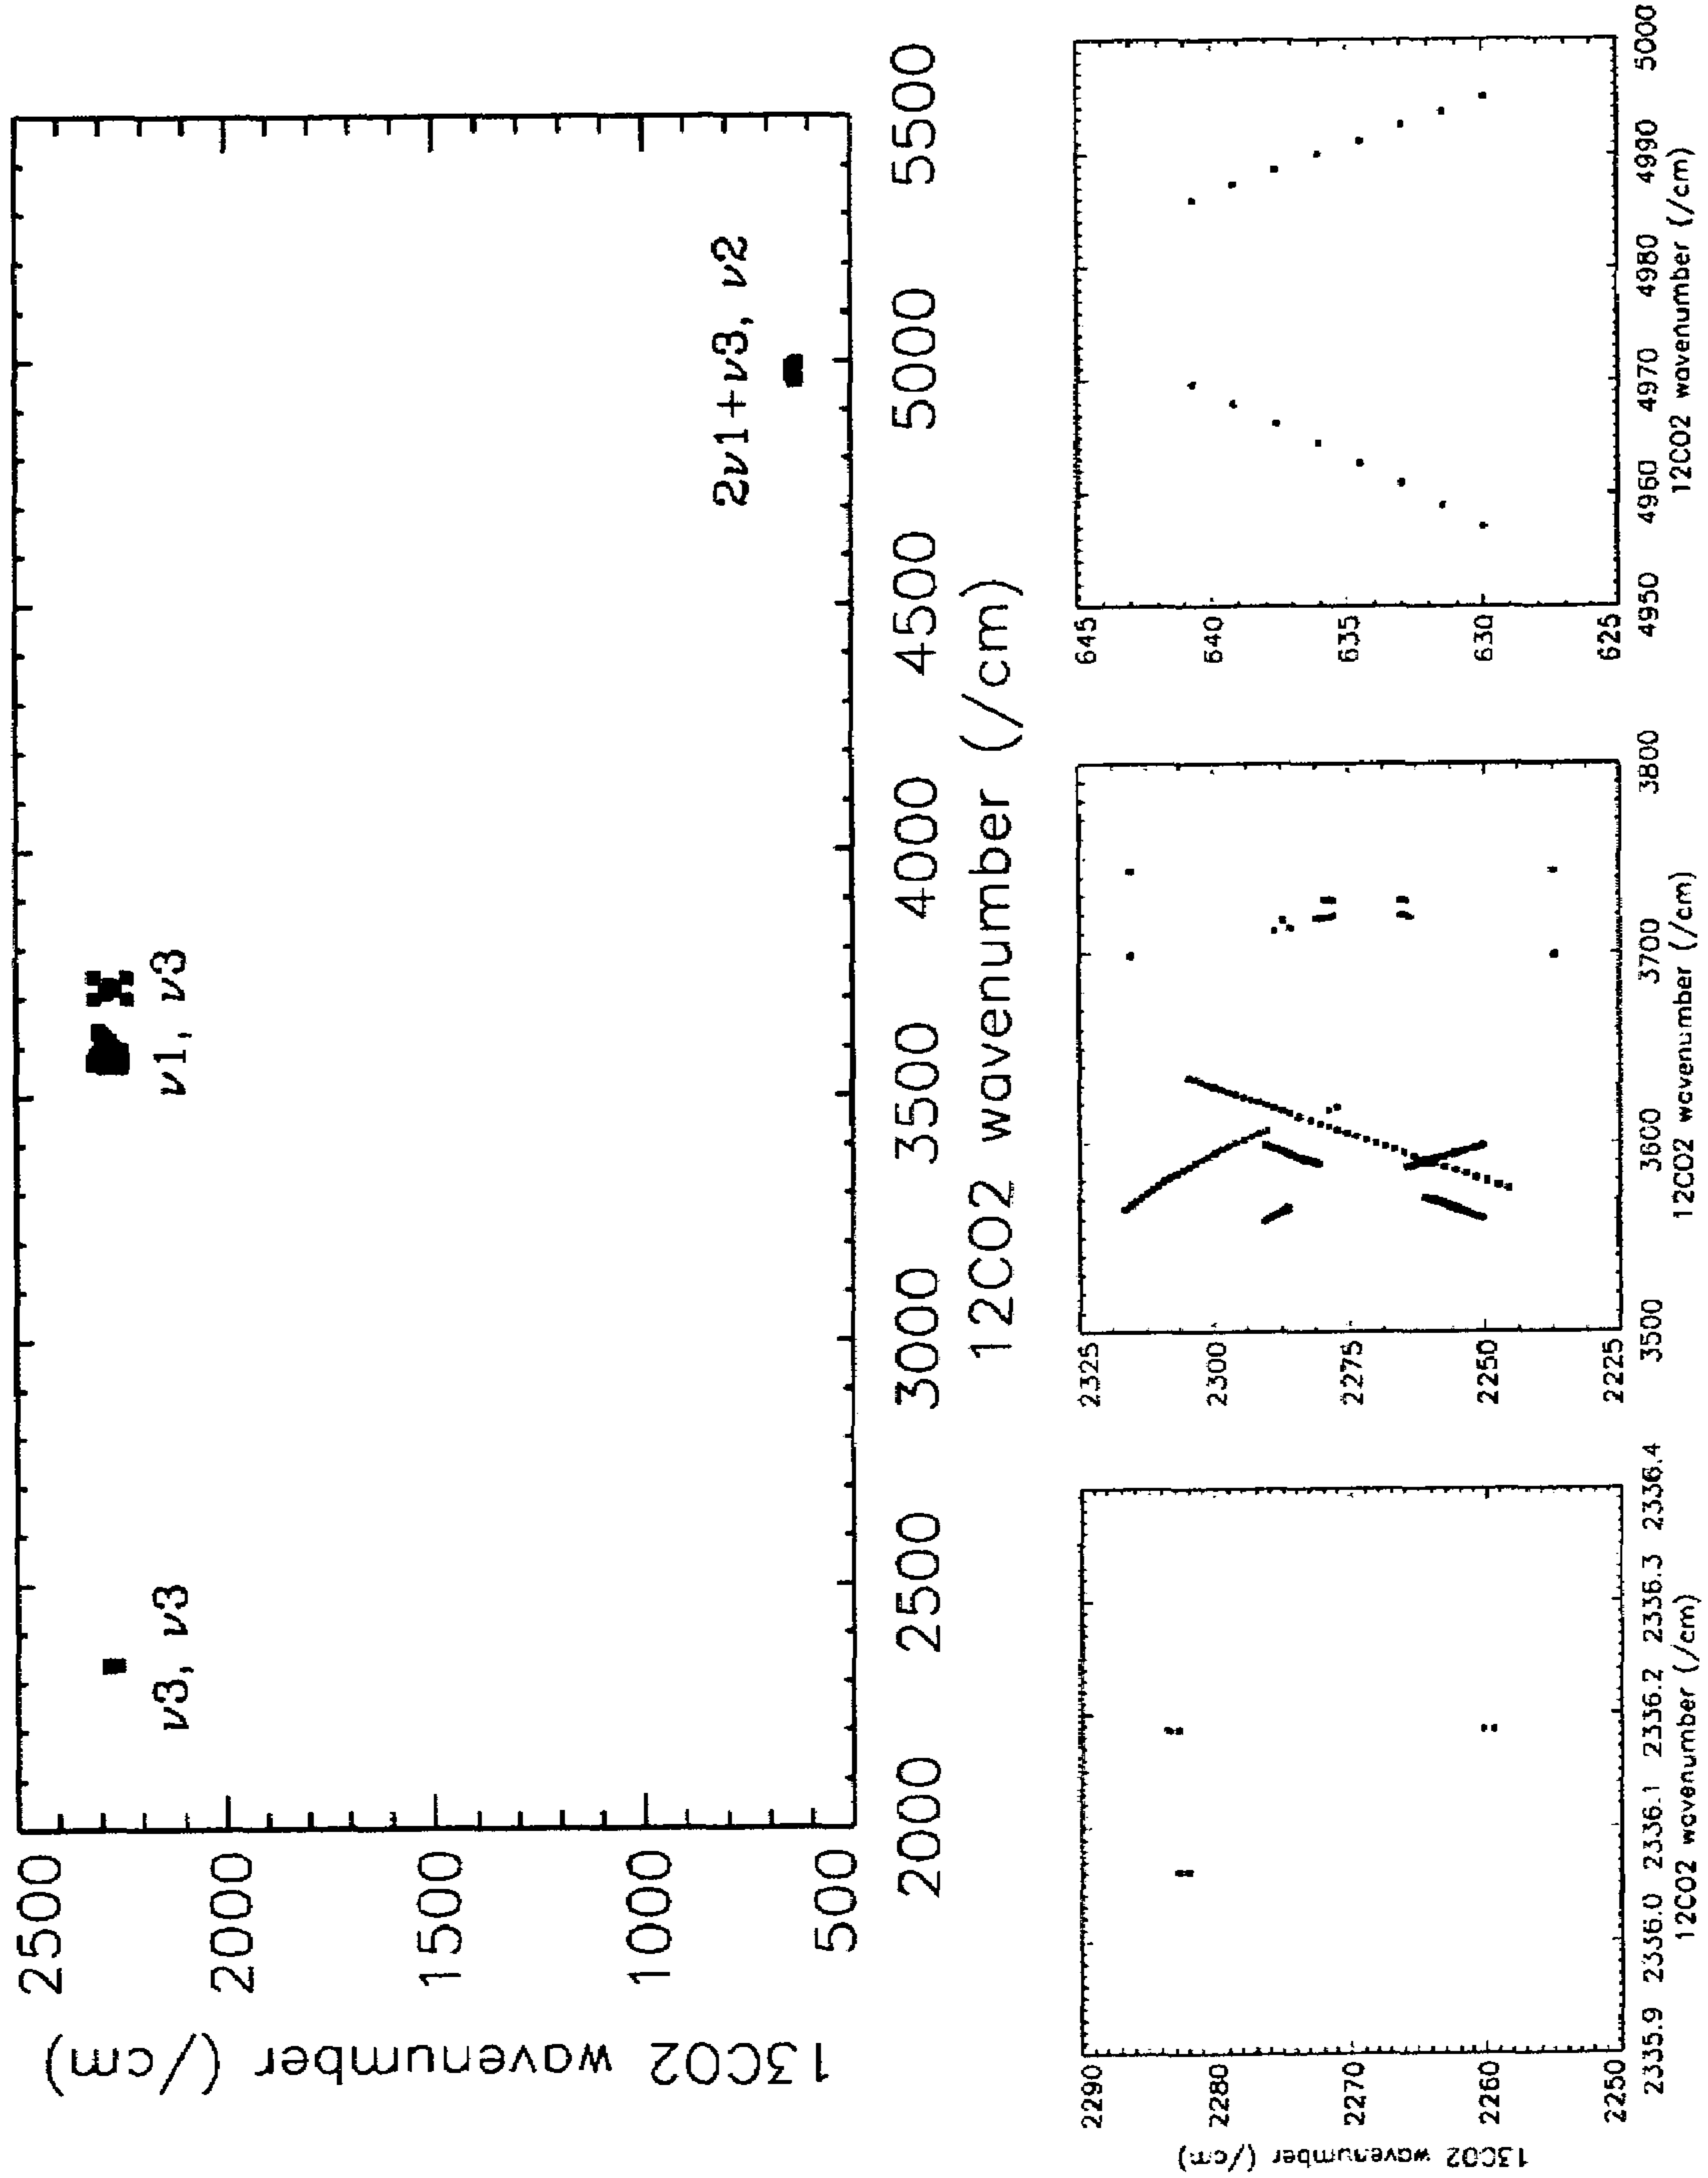 13CO2 wavenumber (/cm)
2500
2000
1500
1000
500
ν3, ν3
ν1, ν3
2ν1+ν3, ν2
2000 2500 3000 3500 4000 4500 5000 5500
12CO2 wavenumber (/cm)
13CO2 wavenumber (/cm)
2290
2280
2270
2260
2250
2335.9 2336.0 2336.1 2336.2 2336.3 2336.4
12CO2 wavenumber (/cm)
2325
2300
2275
2250
2225
3500 3600 3700 3800
12CO2 wavenumber (/cm)
645
640
635
630
625
4950 4960 4970 4980 4990 5000
12CO2 wavenumber (/cm)